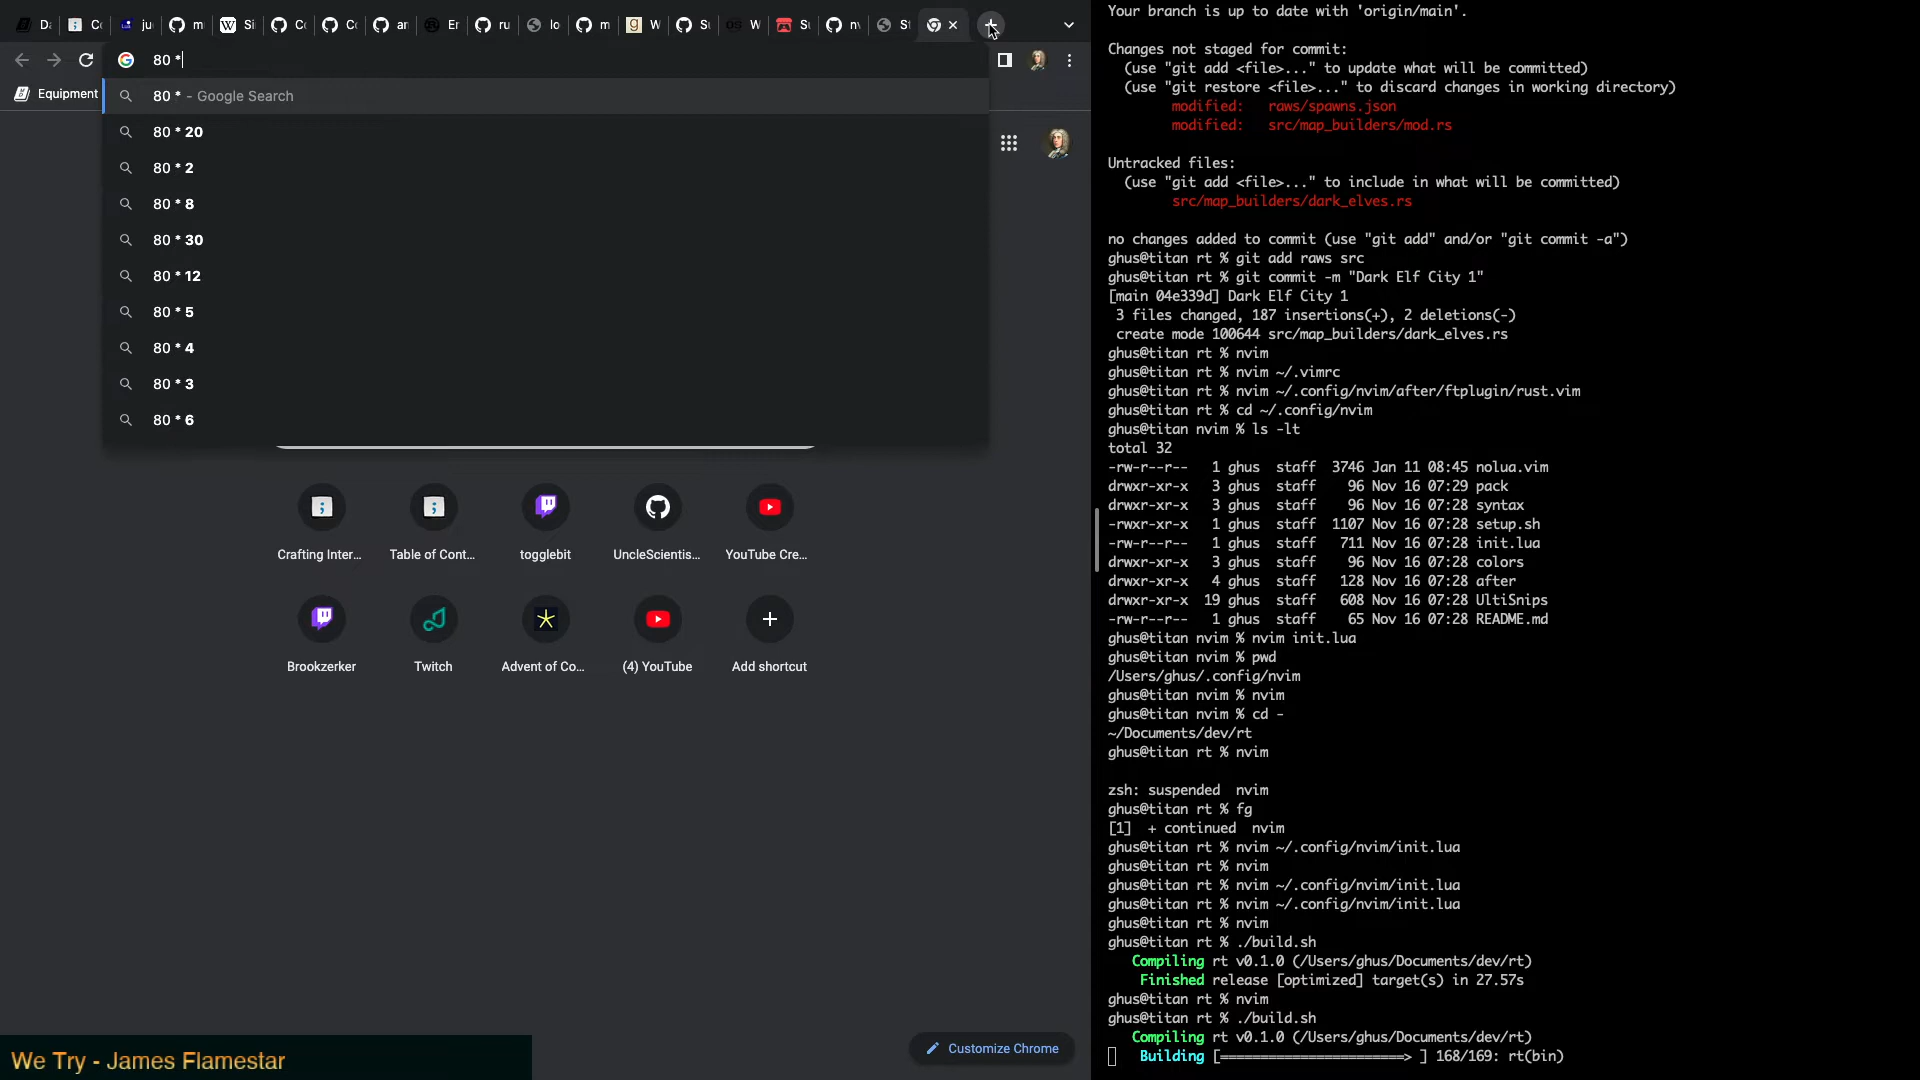 Da
Co
ju
m
Si
Co
Co
ar
Er
ru
lo
m
W
Su
W
Su
nv
St
80 *
Equipment
80 * - Google Search
80 * 20
80 * 2
80 * 8
80 * 30
80 * 12
80 * 5
80 * 4
80 * 3
80 * 6
Crafting Inter...
Table of Cont...
togglebit
UncleScientis...
YouTube Cre...
Brookzerker
Twitch
Advent of Co...
(4) YouTube
Add shortcut
Customize Chrome
We Try - James Flamestar
Your branch is up to date with 'origin/main'.
Changes not staged for commit:
(use "git add <file>..." to update what will be committed)
(use "git restore <file>..." to discard changes in working directory)
modified: raws/spawns.json
modified: src/map_builders/mod.rs
Untracked files:
(use "git add <file>..." to include in what will be committed)
src/map_builders/dark_elves.rs
no changes added to commit (use "git add" and/or "git commit -a")
ghus@titan rt % git add raws src
ghus@titan rt % git commit -m "Dark Elf City 1"
[main 04e339d] Dark Elf City 1
3 files changed, 187 insertions(+), 2 deletions(-)
create mode 100644 src/map_builders/dark_elves.rs
ghus@titan rt % nvim
ghus@titan rt % nvim ~/.vimrc
ghus@titan rt % nvim ~/.config/nvim/after/ftplugin/rust.vim
ghus@titan rt % cd ~/.config/nvim
ghus@titan nvim % ls -lt
total 32
-rw-r--r-- 1 ghus staff 3746 Jan 11 08:45 nolua.vim
drwxr-xr-x 3 ghus staff 96 Nov 16 07:29 pack
drwxr-xr-x 3 ghus staff 96 Nov 16 07:28 syntax
-rwxr-xr-x 1 ghus staff 1107 Nov 16 07:28 setup.sh
-rw-r--r-- 1 ghus staff 711 Nov 16 07:28 init.lua
drwxr-xr-x 3 ghus staff 96 Nov 16 07:28 colors
drwxr-xr-x 4 ghus staff 128 Nov 16 07:28 after
drwxr-xr-x 19 ghus staff 608 Nov 16 07:28 UltiSnips
-rw-r--r-- 1 ghus staff 65 Nov 16 07:28 README.md
ghus@titan nvim % nvim init.lua
ghus@titan nvim % pwd
/Users/ghus/.config/nvim
ghus@titan nvim % nvim
ghus@titan nvim % cd -
~/Documents/dev/rt
ghus@titan rt % nvim
zsh: suspended nvim
ghus@titan rt % fg
[1] + continued nvim
ghus@titan rt % nvim ~/.config/nvim/init.lua
ghus@titan rt % nvim
ghus@titan rt % nvim ~/.config/nvim/init.lua
ghus@titan rt % nvim ~/.config/nvim/init.lua
ghus@titan rt % nvim
ghus@titan rt % ./build.sh
Compiling rt v0.1.0 (/Users/ghus/Documents/dev/rt)
Finished release [optimized] target(s) in 27.57s
ghus@titan rt % nvim
ghus@titan rt % ./build.sh
Compiling rt v0.1.0 (/Users/ghus/Documents/dev/rt)
Building [=======================> ] 168/169: rt(bin)